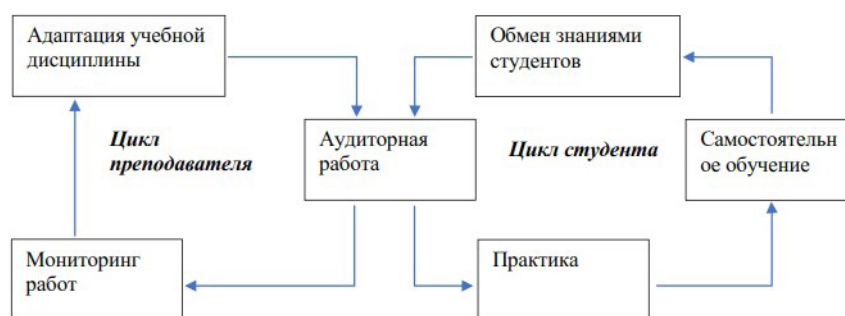 Адаптация учебной
дисциплины
Обмен знаниями
студентов
Цикл
преподавателя
Аудиторная
работа
Цикл студента
Самостоятельн
ое обучение
Мониторинг
работ
Практика